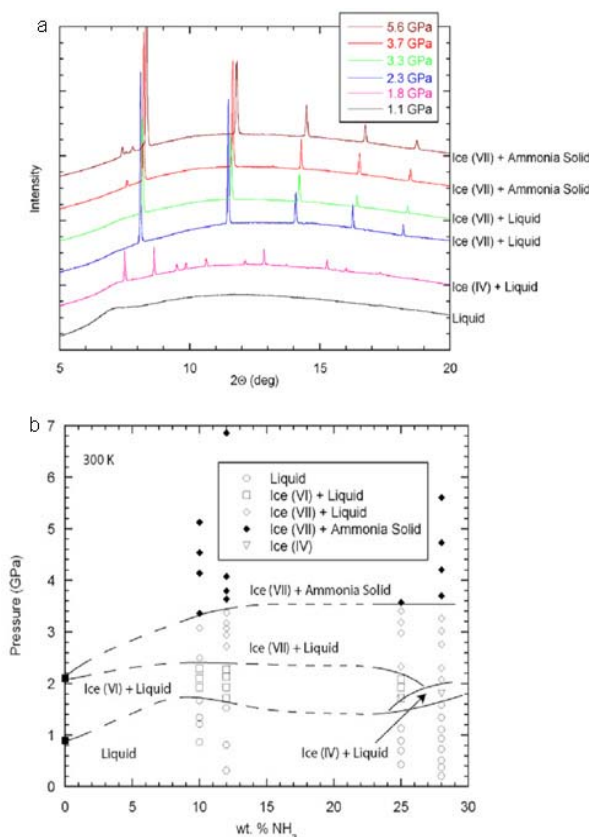 a
5.6 GPa
3.7 GPa
3.3 GPa
2.3 GPa
1.8 GPa
1.1 GPa
Intensity
Ice (VII) + Ammonia Solid
Ice (VII) + Ammonia Solid
Ice (VII) + Liquid
Ice (VII) + Liquid
Ice (IV) + Liquid
Liquid
5 10 15 20
2Θ (deg)
b
7
6
5
4
3
2
1
0
Pressure (GPa)
300 K
Liquid
Ice (VI) + Liquid
Ice (VII) + Liquid
Ice (VII) + Ammonia Solid
Ice (IV)
Ice (VII) + Ammonia Solid
Ice (VII) + Liquid
Ice (VI) + Liquid
Liquid
Ice (IV) + Liquid
0 5 10 15 20 25 30
wt. % NH